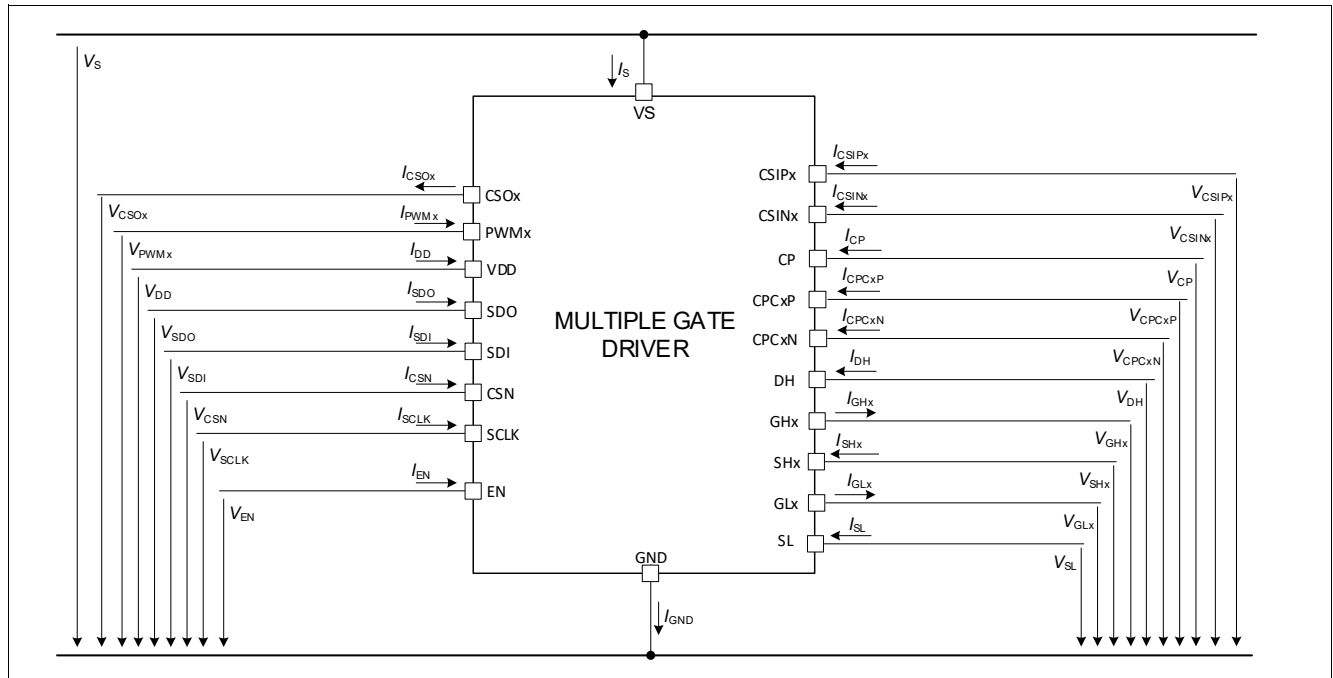 VS
IS
VS
ICSOx
CSOx
VCSOx
IPWMx
PWMx
VPWMx
IDD
VDD
VDD
ISDO
SDO
VSDO
ISDI
SDI
VSDI
ICSN
CSN
VCSN
ISCLK
SCLK
VSCLK
IEN
EN
VEN
MULTIPLE GATE
DRIVER
ICSIPx
CSIPx
VCSIPx
ICSINx
CSINx
VCSINx
ICP
CP
VCP
ICPCxP
CPCxP
VCPCxP
ICPCxN
CPCxN
VCPCxN
IDH
DH
VDH
IGHx
GHx
VGHx
ISHx
SHx
VSHx
IGLx
GLx
VGLx
ISL
SL
VSL
GND
IGND